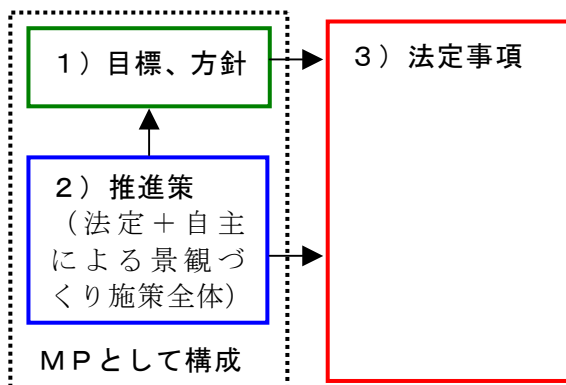 １）目標、方針
２）推進策
（法定＋自主
による景観づ
くり施策全体）
ＭＰとして構成
３）法定事項